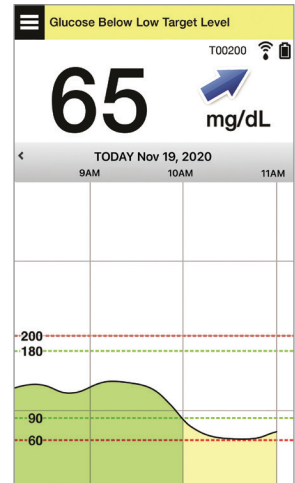 Glucose Below Low Target Level
T00200
65
mg/dL
TODAY Nov 19, 2020
9AM 10AM 11AM
200
180
90
60